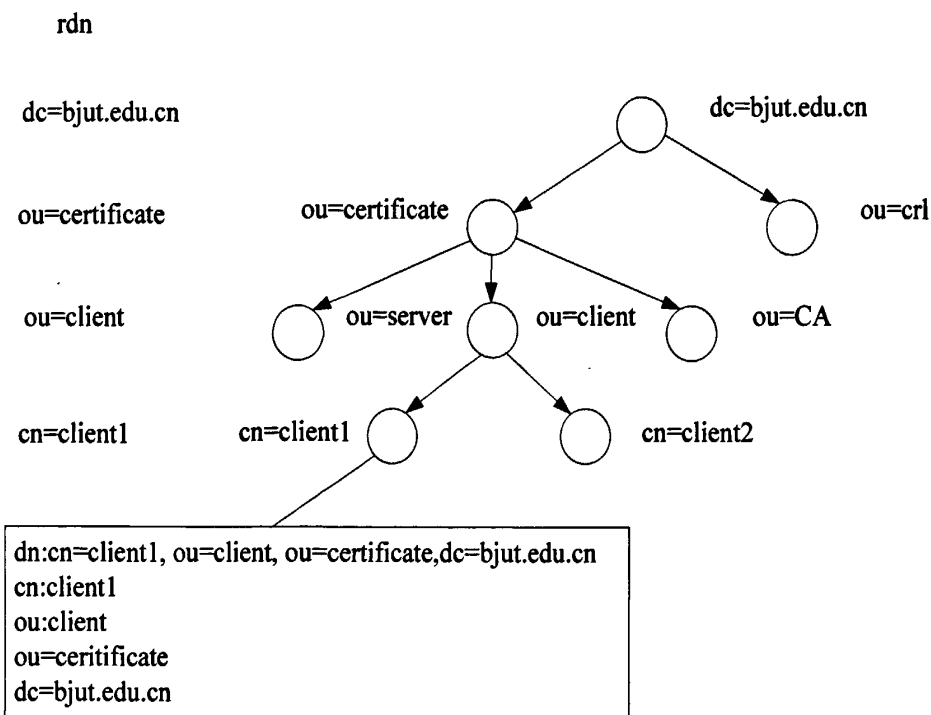 rdn
dc=bjut.edu.cn dc=bjut.edu.cn
ou=certificate ou=certificate ou=crl
ou=client ou=server ou=client ou=CA
cn=client1 cn=client1 cn=client2
dn:cn=client1, ou=client, ou=certificate,dc=bjut.edu.cn
cn:client1
ou:client
ou=ceritificate
dc=bjut.edu.cn